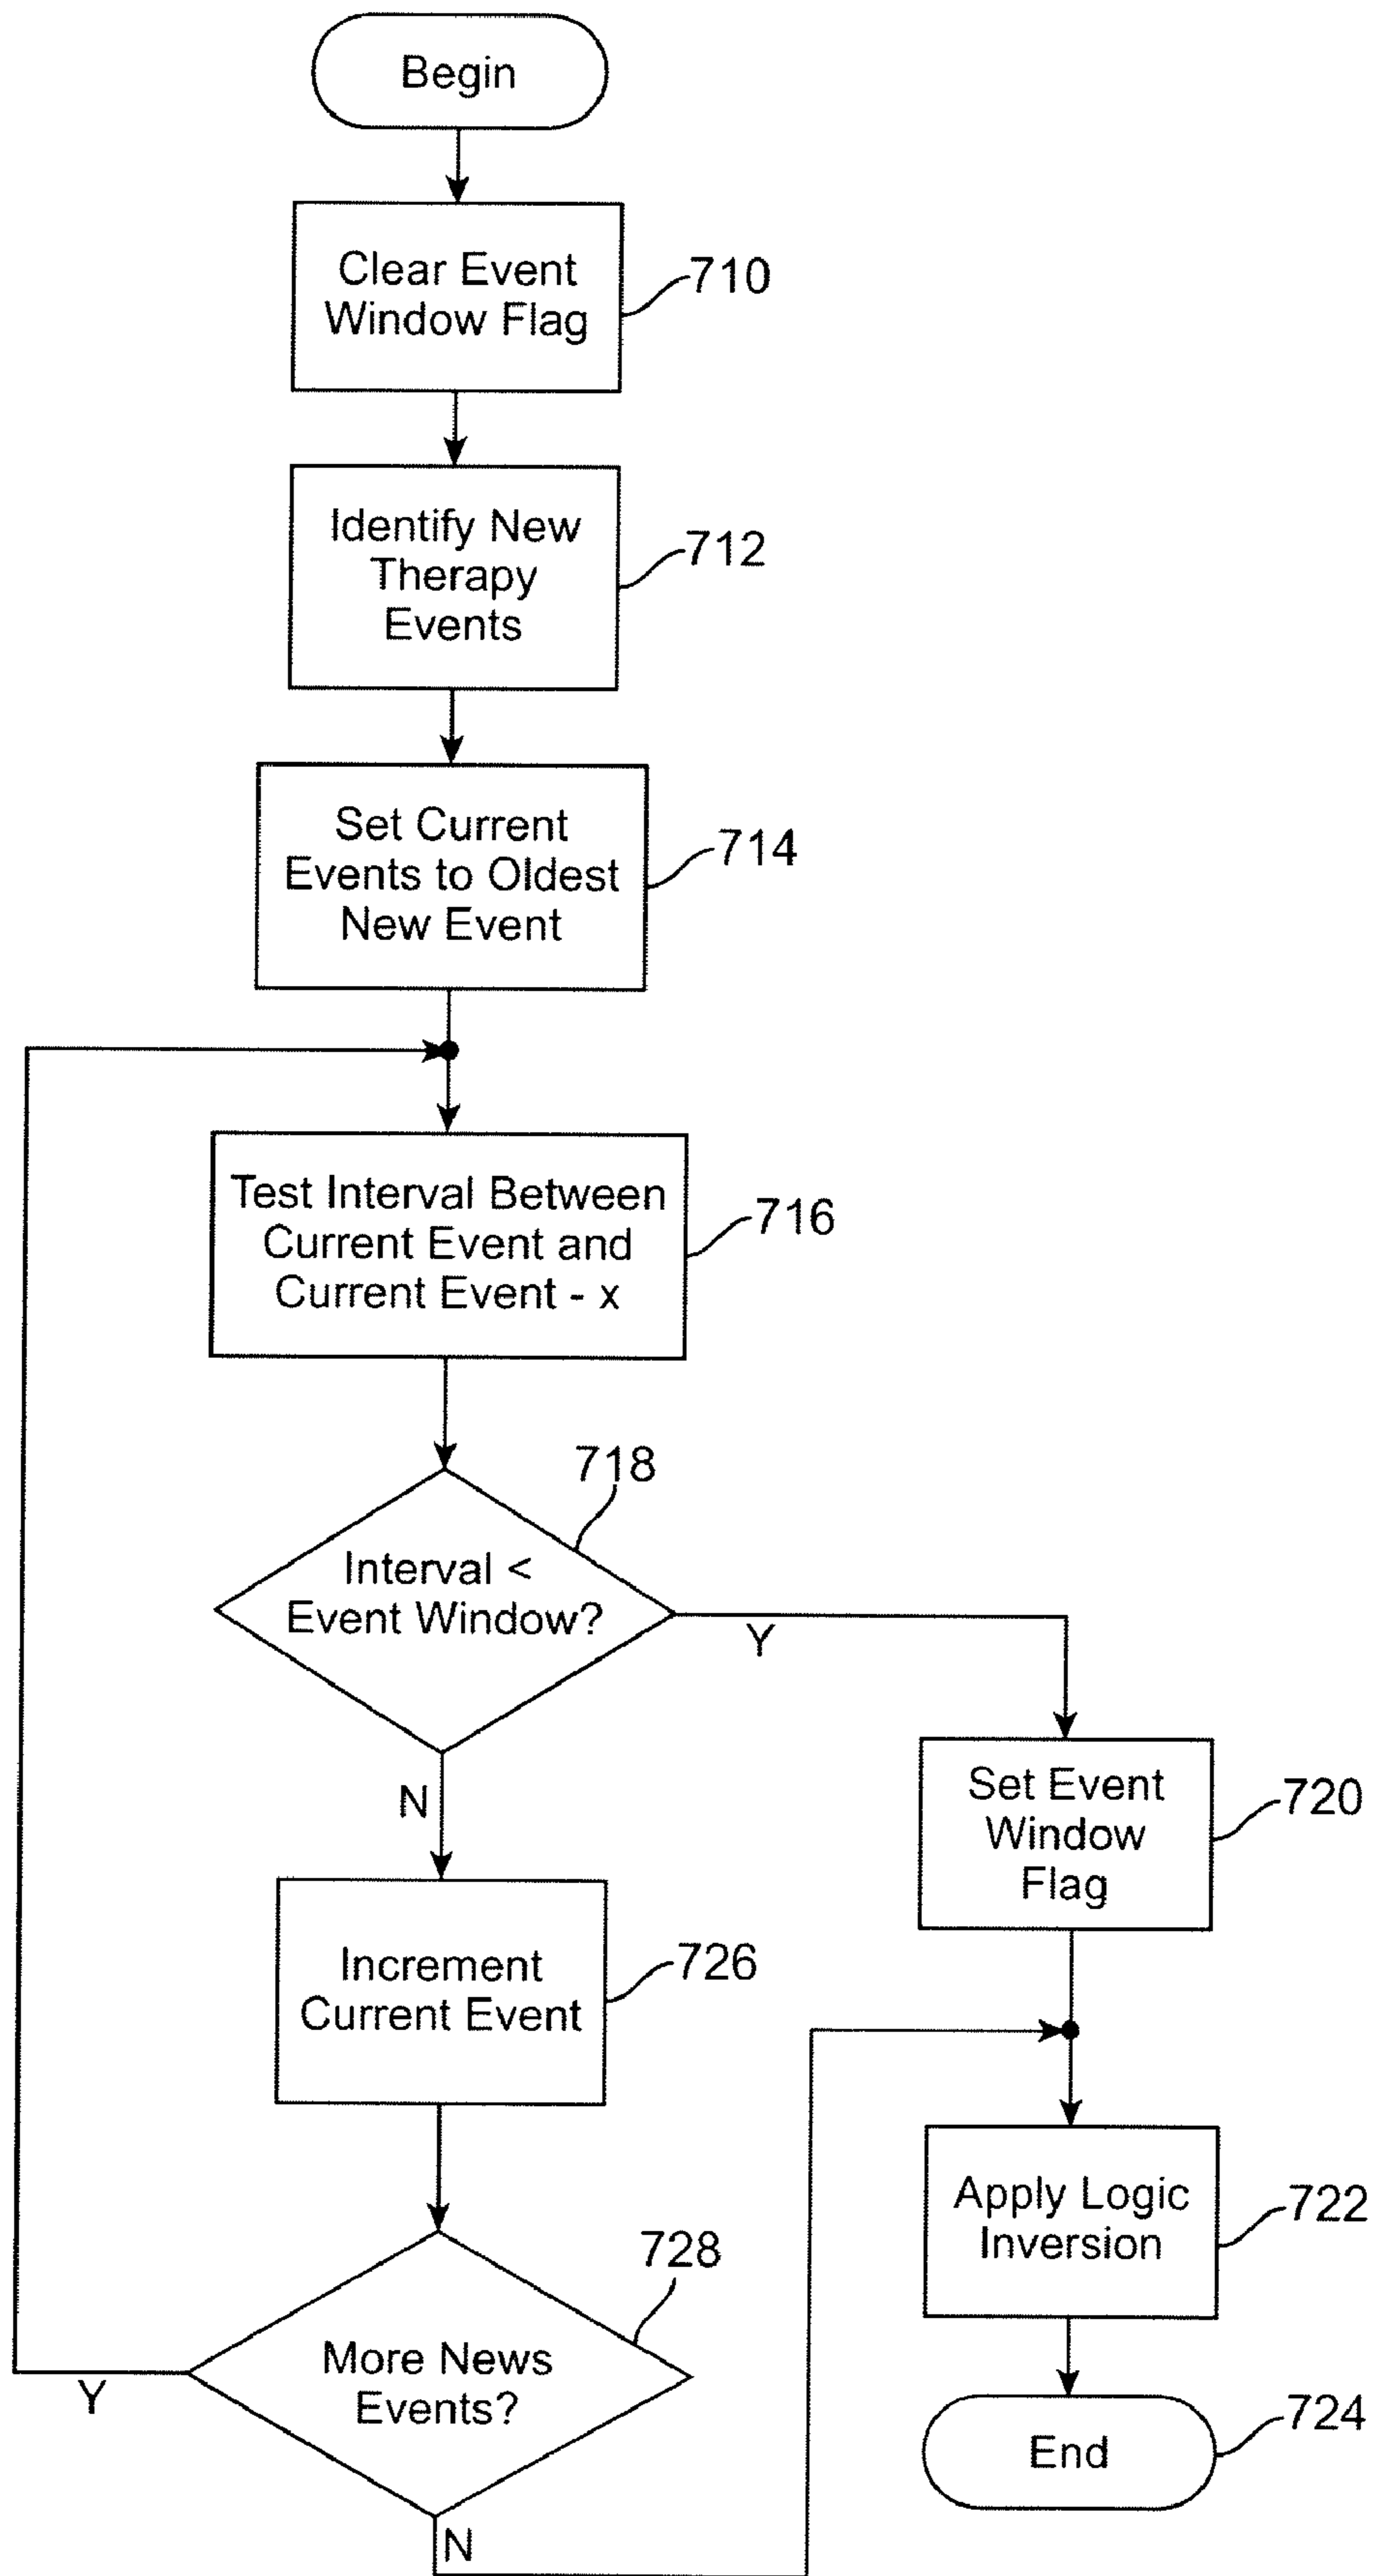 Begin
Clear Event
Window Flag
710
Identify New
Therapy
Events
712
Set Current
Events to Oldest
New Event
714
Test Interval Between
Current Event and
Current Event - x
716
718
Interval <
Event Window?
Y
N
Set Event
Window
Flag
720
Increment
Current Event
726
Apply Logic
Inversion
722
728
More News
Events?
Y
N
End
724